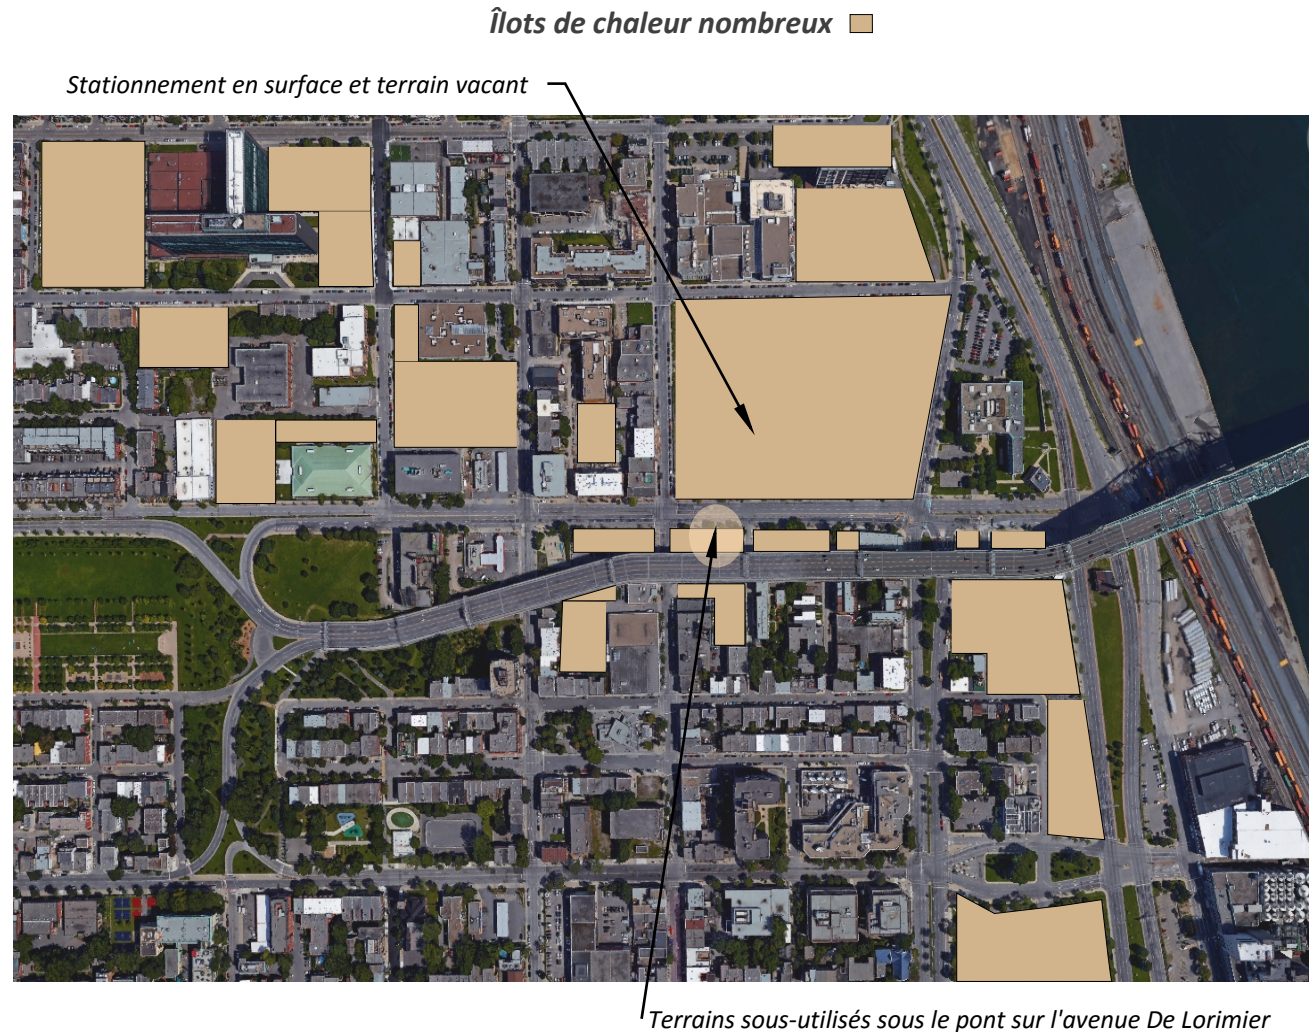 Îlots de chaleur nombreux
Stationnement en surface et terrain vacant
Terrains sous-utilisés sous le pont sur l'avenue De Lorimier